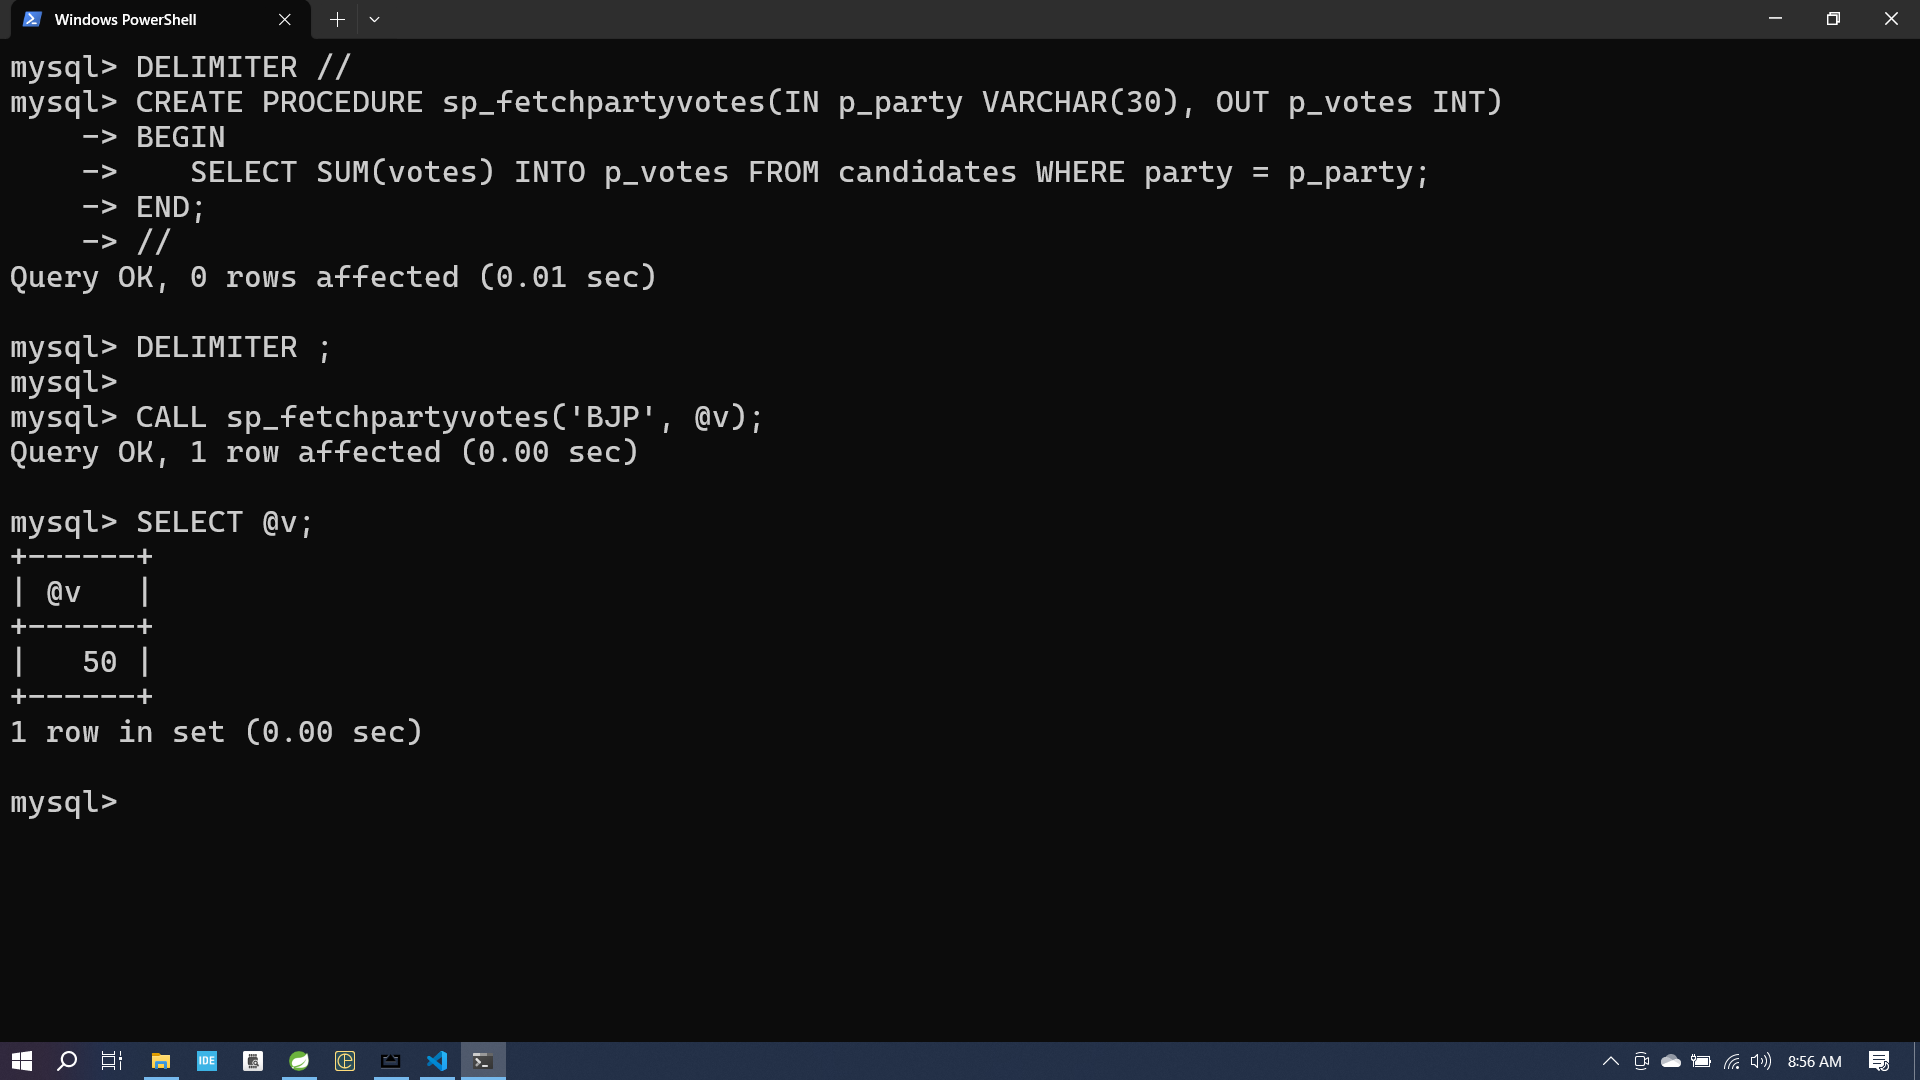 Windows PowerShell
mysql> DELIMITER //
mysql> CREATE PROCEDURE sp_fetchpartyvotes(IN p_party VARCHAR(30), OUT p_votes INT)
    -> BEGIN
    ->    SELECT SUM(votes) INTO p_votes FROM candidates WHERE party = p_party;
    -> END;
    -> //
Query OK, 0 rows affected (0.01 sec)

mysql> DELIMITER ;
mysql>
mysql> CALL sp_fetchpartyvotes('BJP', @v);
Query OK, 1 row affected (0.00 sec)

mysql> SELECT @v;
+------+
| @v   |
+------+
|   50 |
+------+
1 row in set (0.00 sec)

mysql>
IDE
8:56 AM